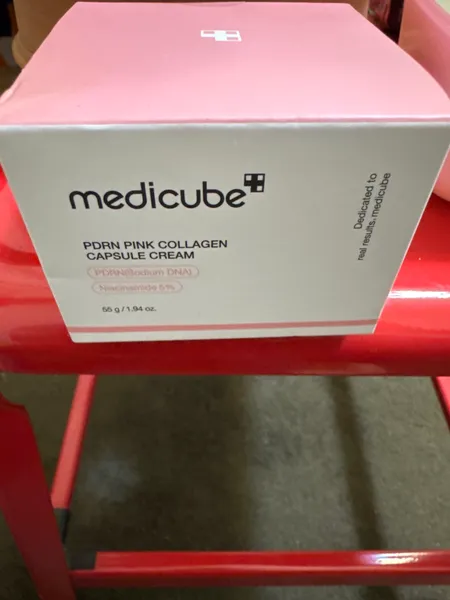 medicube
PDRN PINK COLLAGEN
CAPSULE CREAM
PDRN(Sodium DNA)
Niacinamide 5%
55 g / 1.94 oz.
Dedicated to
real results, medicube